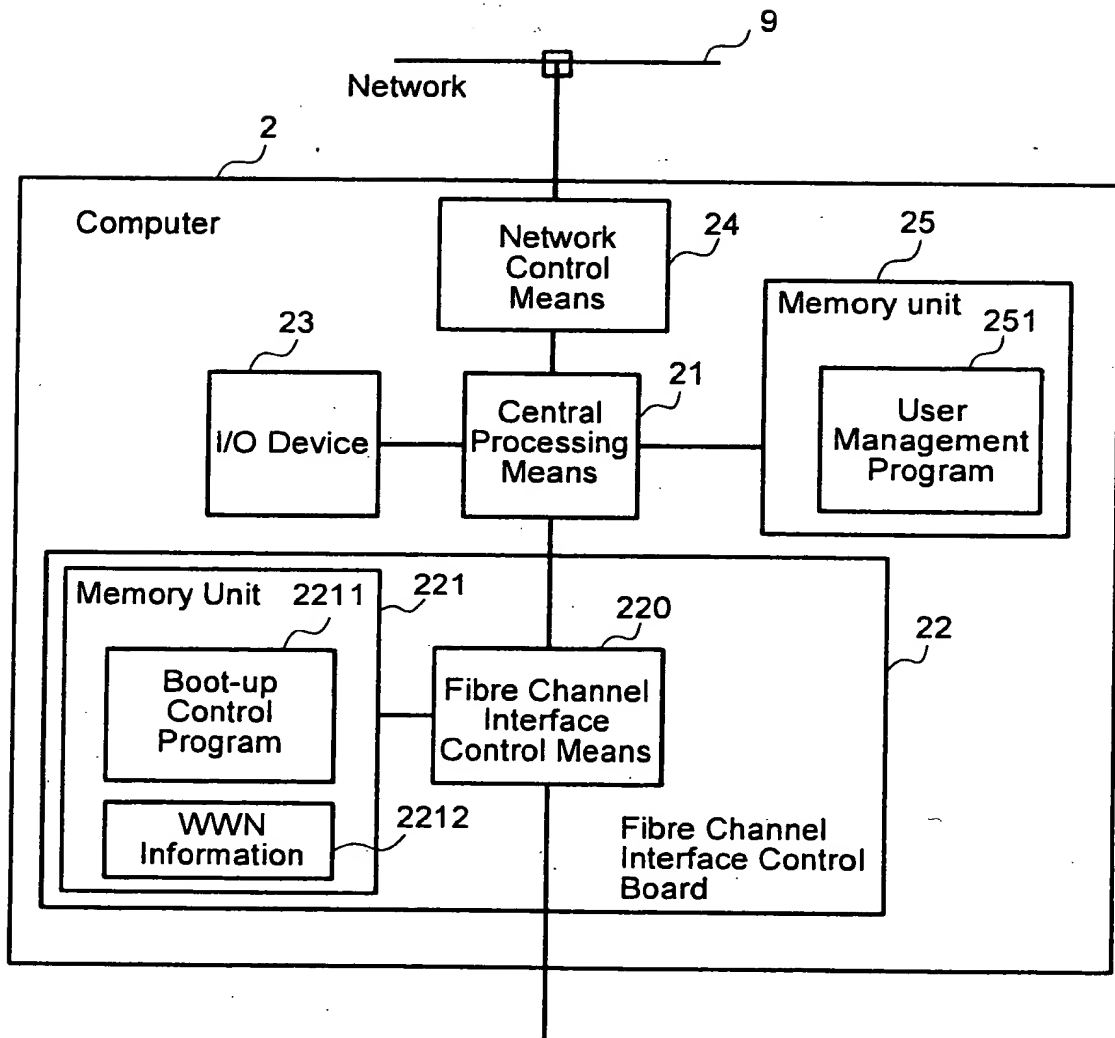 9
Network
2
Computer
Network
Control
Means
24
25
Memory unit
251
User
Management
Program
23
I/O Device
21
Central
Processing
Means
Memory Unit
2211
221
Boot-up
Control
Program
220
22
Fibre Channel
Interface
Control Means
WWN
Information
2212
Fibre Channel
Interface Control
Board